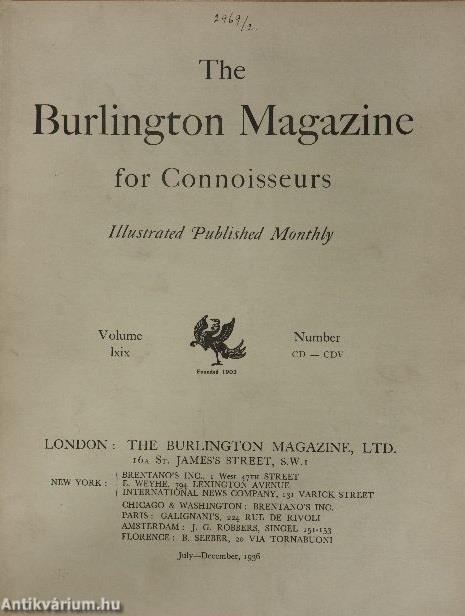 2969/2.
The
Burlington Magazine
for Connoisseurs
Illustrated Published Monthly
Volume
lxix
Number
CD — CDV
Founded 1903
LONDON: THE BURLINGTON MAGAZINE, LTD.
16A ST. JAMES'S STREET, S.W.1
NEW YORK: BRENTANO'S INC., 1 West 47TH STREET
E. WEYHE, 794 LEXINGTON AVENUE
INTERNATIONAL NEWS COMPANY, 131 VARICK STREET
CHICAGO & WASHINGTON: BRENTANO'S INC.
PARIS: GALIGNANI'S, 224 RUE DE RIVOLI
AMSTERDAM: J. G. ROBBERS, SINGEL 151-153
FLORENCE: B. SEEBER, 20 VIA TORNABUONI
July—December, 1936
Antikvárium.hu